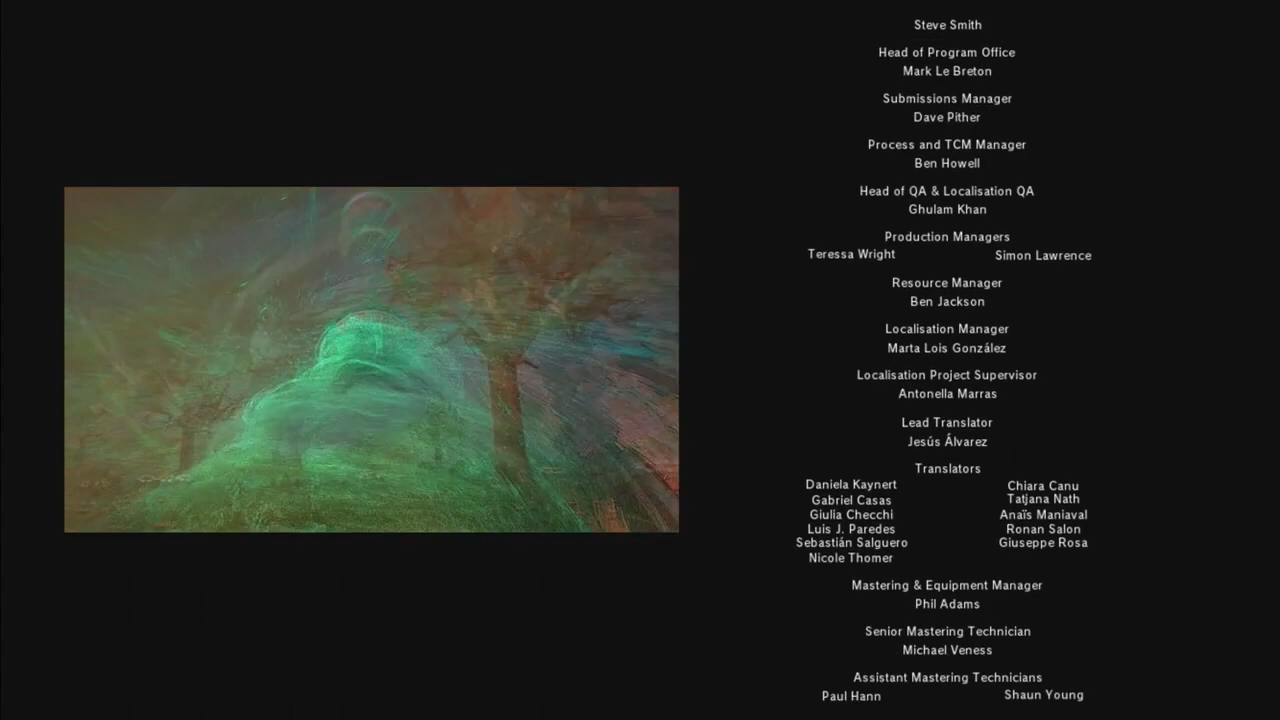 Steve Smith
Head of Program Office
Mark Le Breton
Submissions Manager
Dave Pither
Process and TCM Manager
Ben Howell
Head of QA & Localisation QA
Ghulam Khan
Production Managers
Teressa Wright Simon Lawrence
Resource Manager
Ben Jackson
Localisation Manager
Marta Lois González
Localisation Project Supervisor
Antonella Marras
Lead Translator
Jesús Álvarez
Translators
Daniela Kaynert Chiara Canu
Gabriel Casas Tatjana Nath
Giulia Checchi Anaïs Maniaval
Luis J. Paredes Ronan Salon
Sebastián Salguero Giuseppe Rosa
Nicole Thomer
Mastering & Equipment Manager
Phil Adams
Senior Mastering Technician
Michael Veness
Assistant Mastering Technicians
Paul Hann Shaun Young